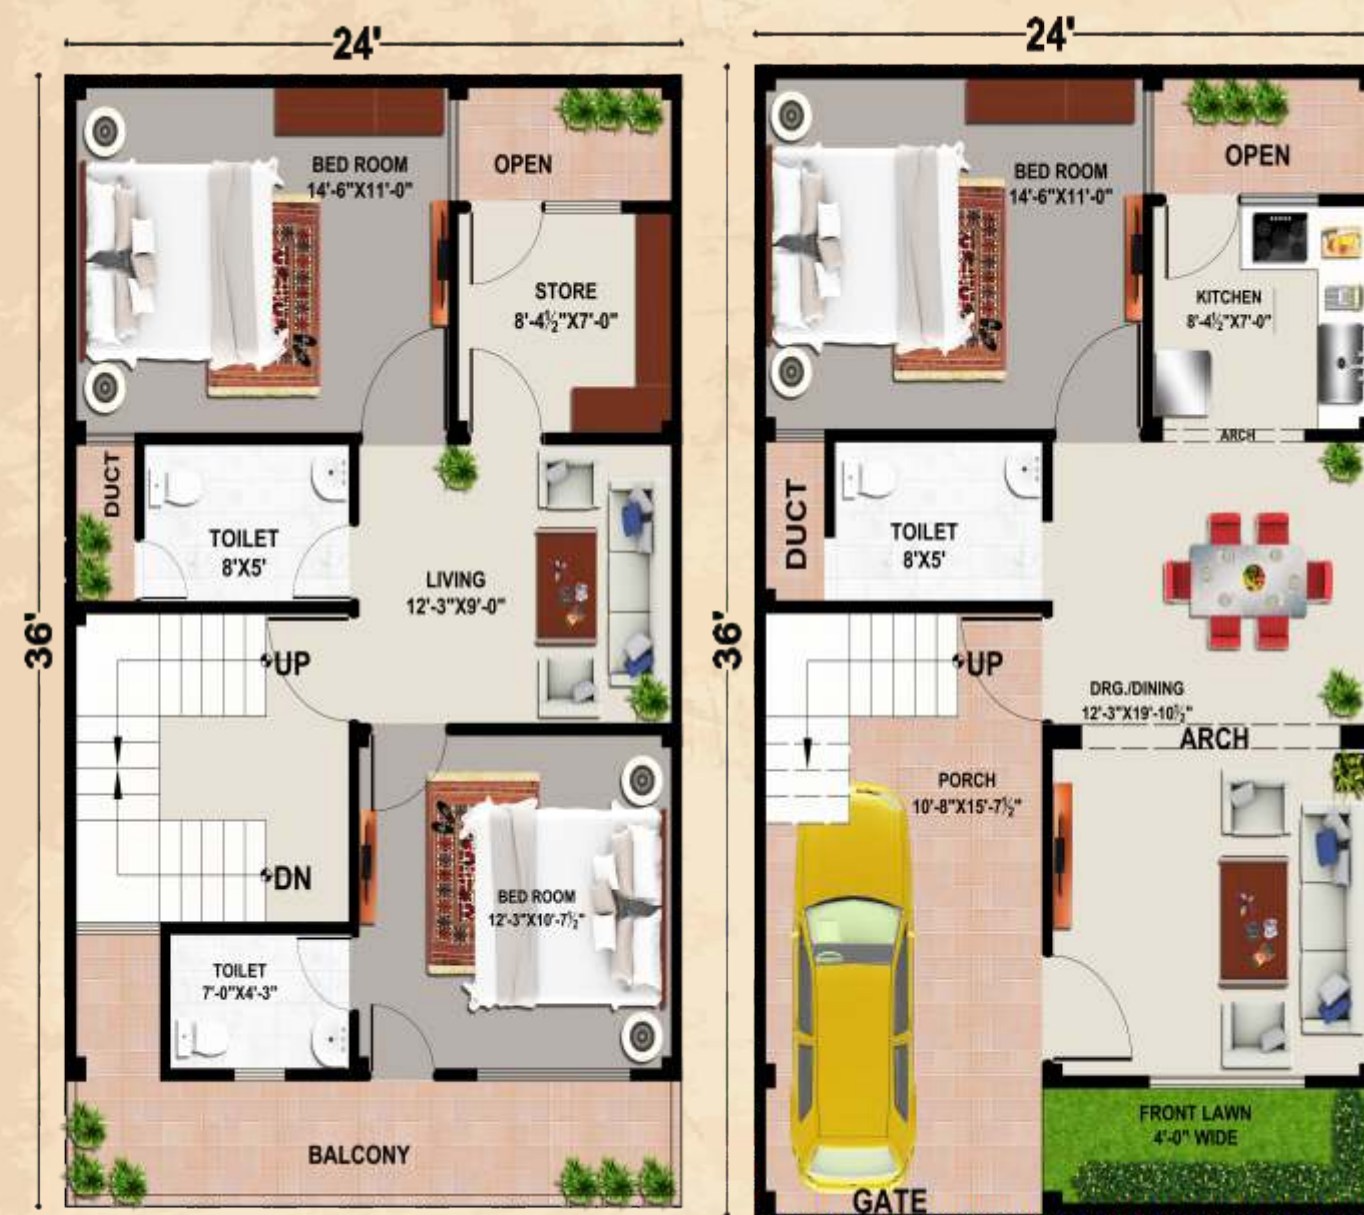 24'
36'
BED ROOM
14'-6"X11'-0"
OPEN
STORE
8'-4½"X7'-0"
DUCT
TOILET
8'X5'
LIVING
12'-3"X9'-0"
UP
DN
BED ROOM
12'-3"X10'-7½"
TOILET
7'-0"X4'-3"
BALCONY
24'
36'
BED ROOM
14'-6"X11'-0"
OPEN
KITCHEN
8'-4½"X7'-0"
ARCH
DUCT
TOILET
8'X5'
UP
DRG./DINING
12'-3"X19'-10½"
ARCH
PORCH
10'-8"X15'-7½"
FRONT LAWN
4'-0" WIDE
GATE